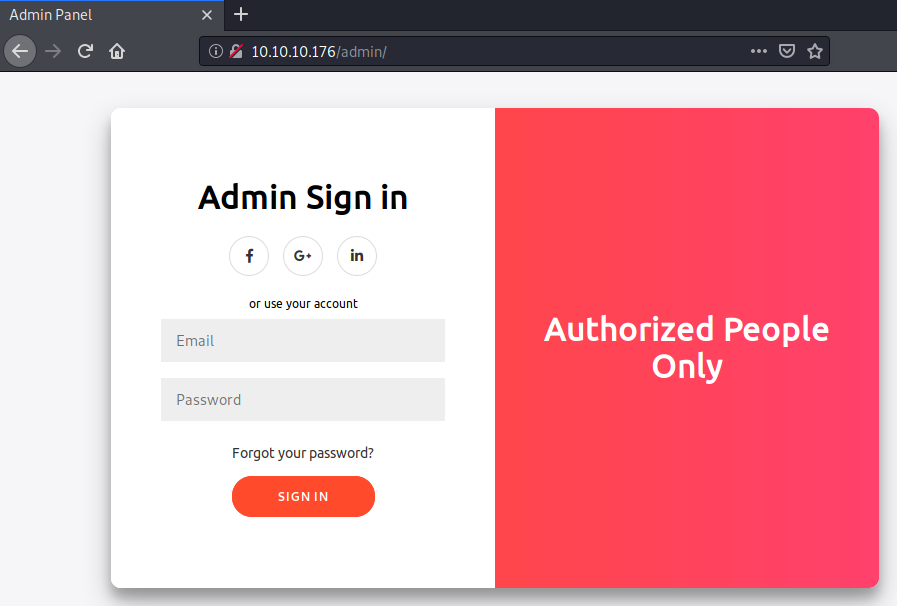 Admin Panel
10.10.10.176/admin/
Admin Sign in
f G+ in
or use your account
Email
Password
Forgot your password?
SIGN IN
Authorized People
Only